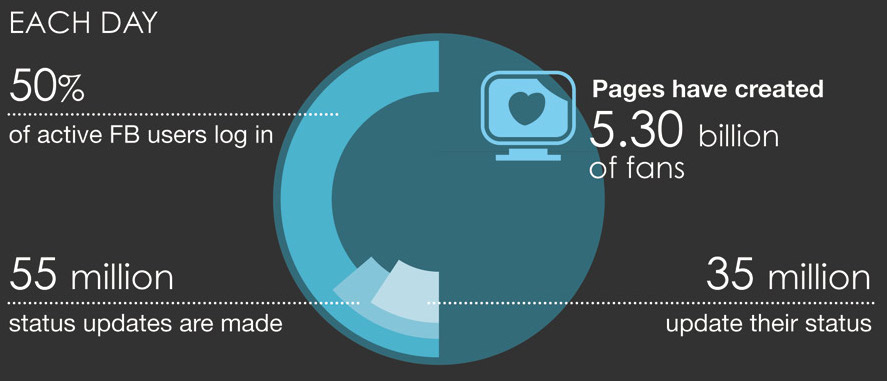 EACH DAY
50%
of active FB users log in
Pages have created
5.30 billion
of fans
55 million
status updates are made
35 million
update their status